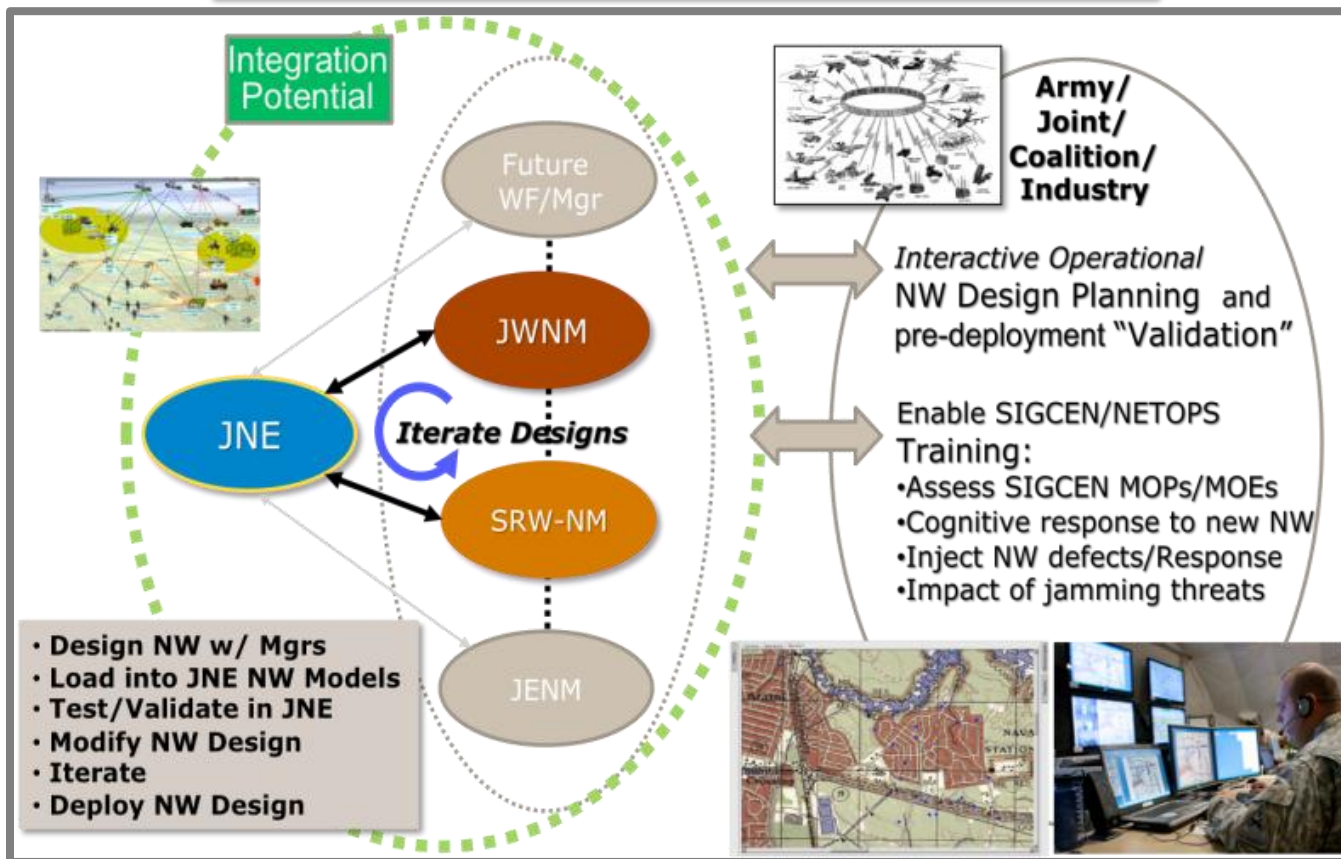 Integration
Potential
Future
WF/Mgr
JWNM
JNE
Iterate Designs
SRW-NM
JENM
• Design NW w/ Mgrs
• Load into JNE NW Models
• Test/Validate in JNE
• Modify NW Design
• Iterate
• Deploy NW Design
Army/
Joint/
Coalition/
Industry
Interactive Operational
NW Design Planning and
pre-deployment “Validation”
Enable SIGCEN/NETOPS
Training:
•Assess SIGCEN MOPs/MOEs
•Cognitive response to new NW
•Inject NW defects/Response
•Impact of jamming threats
NAVA
STATION